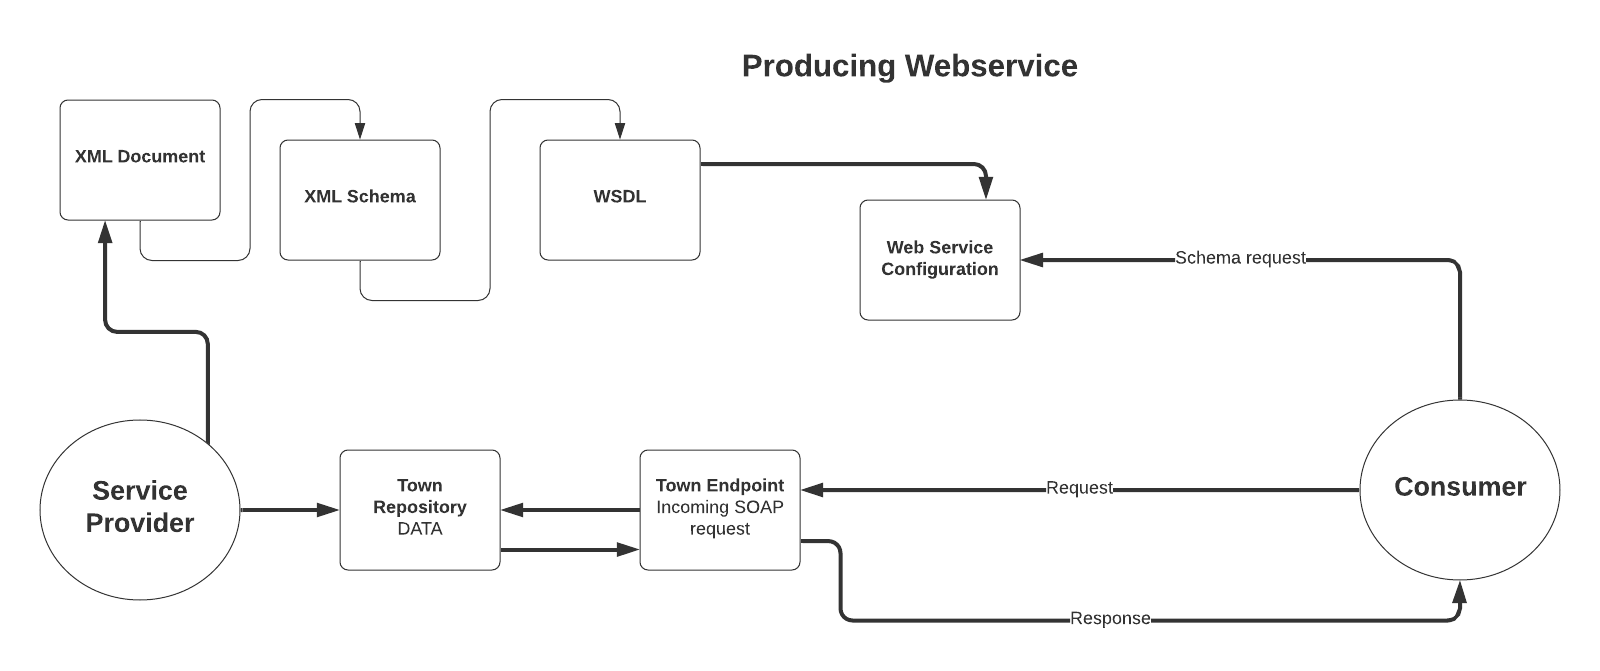 Producing Webservice
XML Document
XML Schema
WSDL
Web Service
Configuration
Schema request
Service
Provider
Town
Repository
DATA
Town Endpoint
Incoming SOAP
request
Request
Consumer
Response